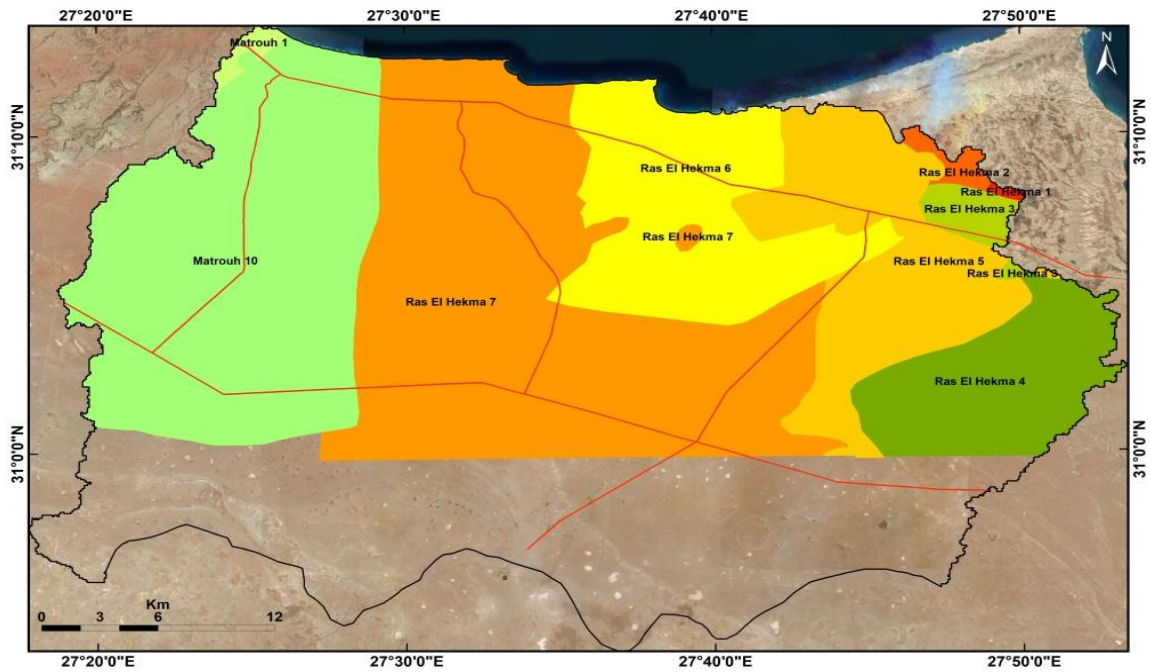 27°20'0"E
27°30'0"E
27°40'0"E
27°50'0"E
N
Matrouh 1
31°10'0"N
31°10'0"N
Ras El Hekma 6
Ras El Hekma 2
Ras El Hekma 1
Ras El Hekma 3
Ras El Hekma 7
Matrouh 10
Ras El Hekma 5
Ras El Hekma 3
Ras El Hekma 7
Ras El Hekma 4
31°0'0"N
31°0'0"N
Km
0 3 6 12
27°20'0"E
27°30'0"E
27°40'0"E
27°50'0"E